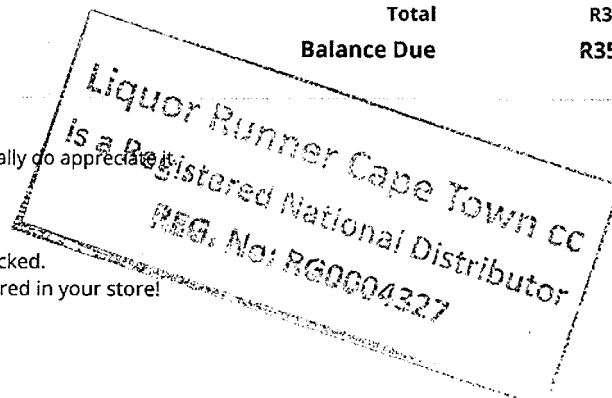 Total R3
Balance Due R35
Liquor Runner Cape Town cc
is a Registered National Distributor
REG. No: RG0004327
ally do appreciate it
cked.
red in your store!